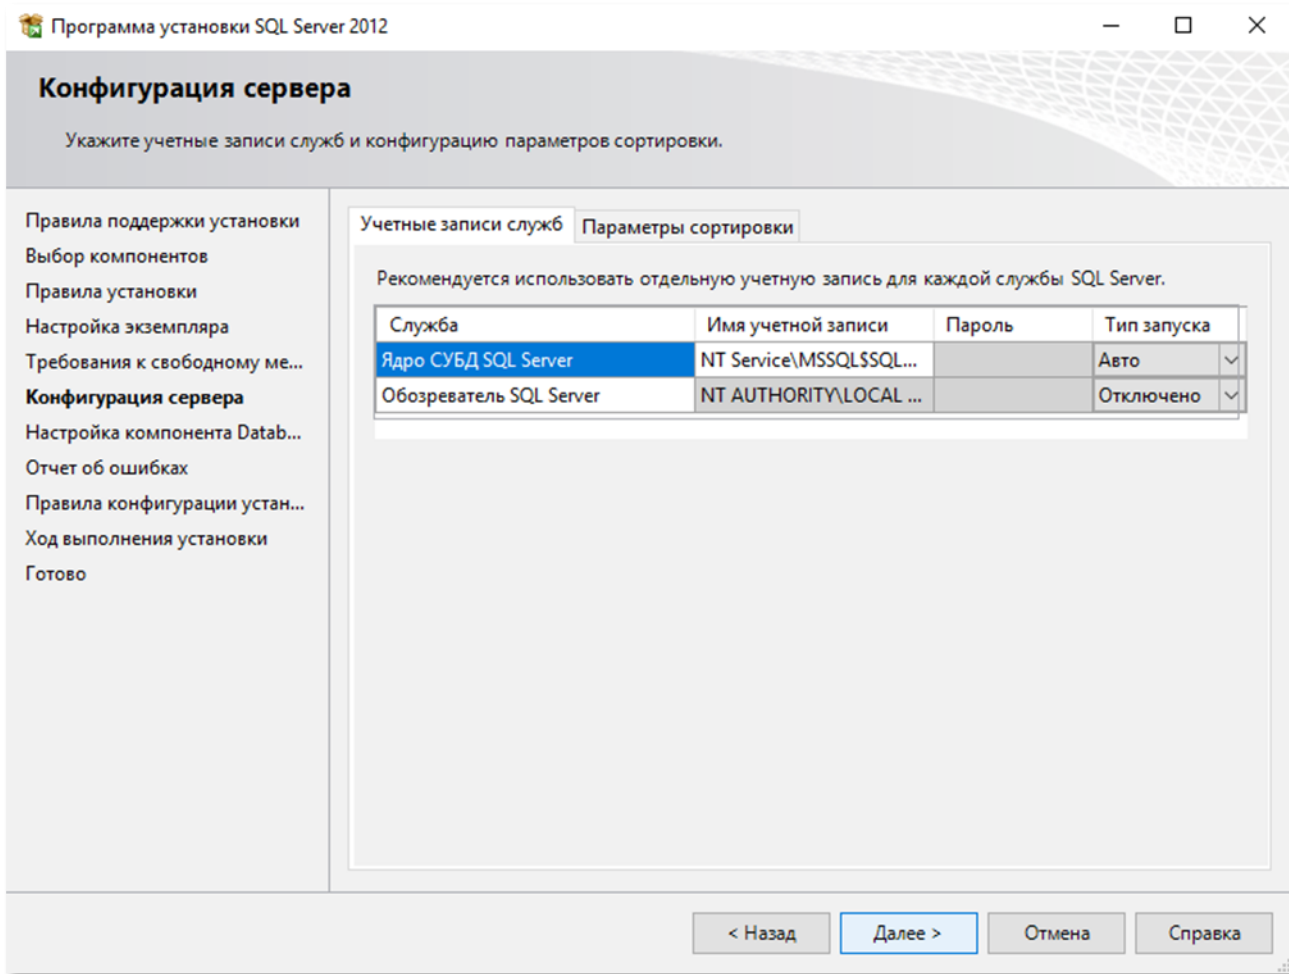 Программа установки SQL Server 2012
Конфигурация сервера
Укажите учетные записи служб и конфигурацию параметров сортировки.
Правила поддержки установки
Выбор компонентов
Правила установки
Настройка экземпляра
Требования к свободному ме...
Конфигурация сервера
Настройка компонента Datab...
Отчет об ошибках
Правила конфигурации устан...
Ход выполнения установки
Готово
Учетные записи служб Параметры сортировки
Рекомендуется использовать отдельную учетную запись для каждой службы SQL Server.
Служба Имя учетной записи Пароль Тип запуска
Ядро СУБД SQL Server NT Service\MSSQL$SQL... Авто
Обозреватель SQL Server NT AUTHORITY\LOCAL ... Отключено
< Назад Далее > Отмена Справка